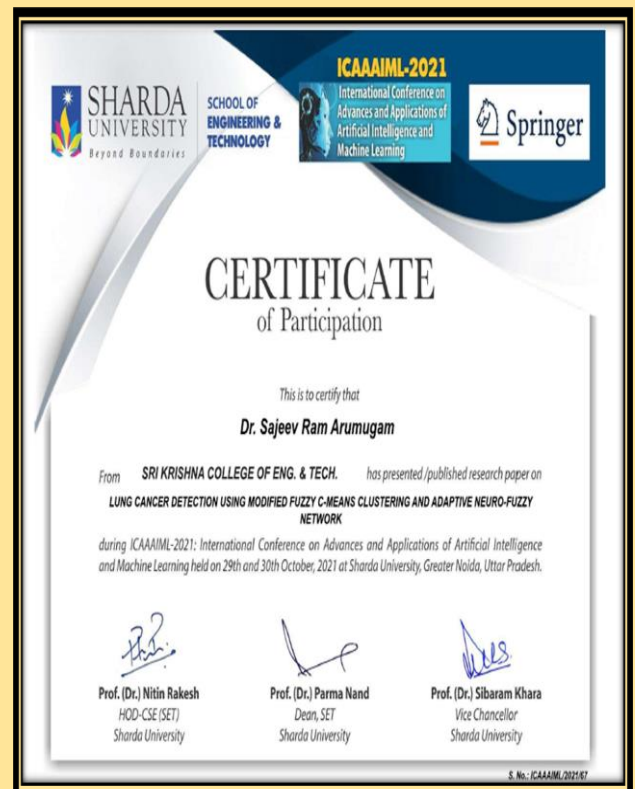 SHARDA
UNIVERSITY
Beyond Boundaries
SCHOOL OF
ENGINEERING &
TECHNOLOGY
ICAAAIML-2021
International Conference on
Advances and Applications of
Artificial Intelligence and
Machine Learning
Springer
CERTIFICATE
of Participation
This is to certify that
Dr. Sajeev Ram Arumugam
From SRI KRISHNA COLLEGE OF ENG. & TECH. has presented /published research paper on
LUNG CANCER DETECTION USING MODIFIED FUZZY C-MEANS CLUSTERING AND ADAPTIVE NEURO-FUZZY
NETWORK
during ICAAAIML-2021: International Conference on Advances and Applications of Artificial Intelligence
and Machine Learning held on 29th and 30th October, 2021 at Sharda University, Greater Noida, Uttar Pradesh.
Prof. (Dr.) Nitin Rakesh
HOD-CSE (SET)
Sharda University
Prof. (Dr.) Parma Nand
Dean, SET
Sharda University
Prof. (Dr.) Sibaram Khara
Vice Chancellor
Sharda University
S. No.: ICAAAIML/2021/67